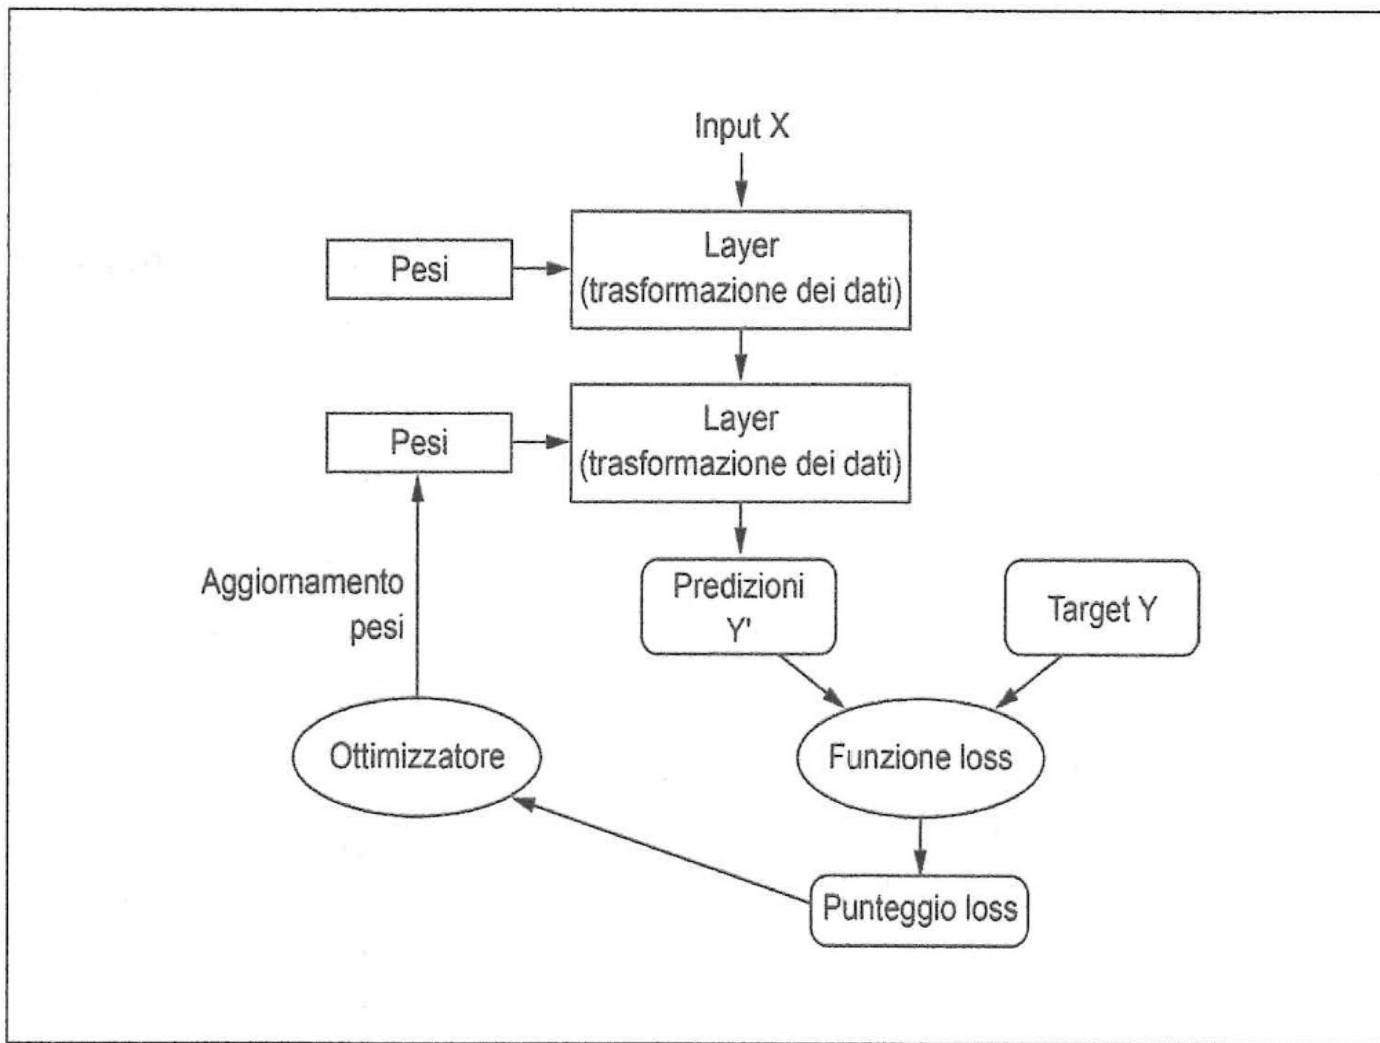 Input X
Pesi
Layer
(trasformazione dei dati)
Pesi
Layer
(trasformazione dei dati)
Aggiornamento
pesi
Predizioni
Y'
Target Y
Ottimizzatore
Funzione loss
Punteggio loss